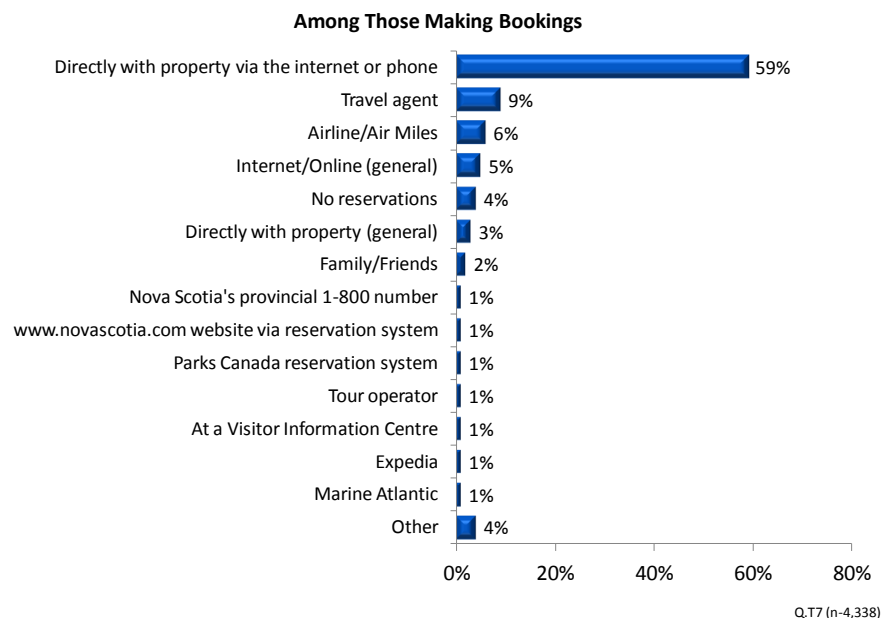 Among Those Making Bookings
Directly with property via the internet or phone 59%
Travel agent 9%
Airline/Air Miles 6%
Internet/Online (general) 5%
No reservations 4%
Directly with property (general) 3%
Family/Friends 2%
Nova Scotia's provincial 1-800 number 1%
www.novascotia.com website via reservation system 1%
Parks Canada reservation system 1%
Tour operator 1%
At a Visitor Information Centre 1%
Expedia 1%
Marine Atlantic 1%
Other 4%
0% 20% 40% 60% 80%
Q.T7 (n-4,338)